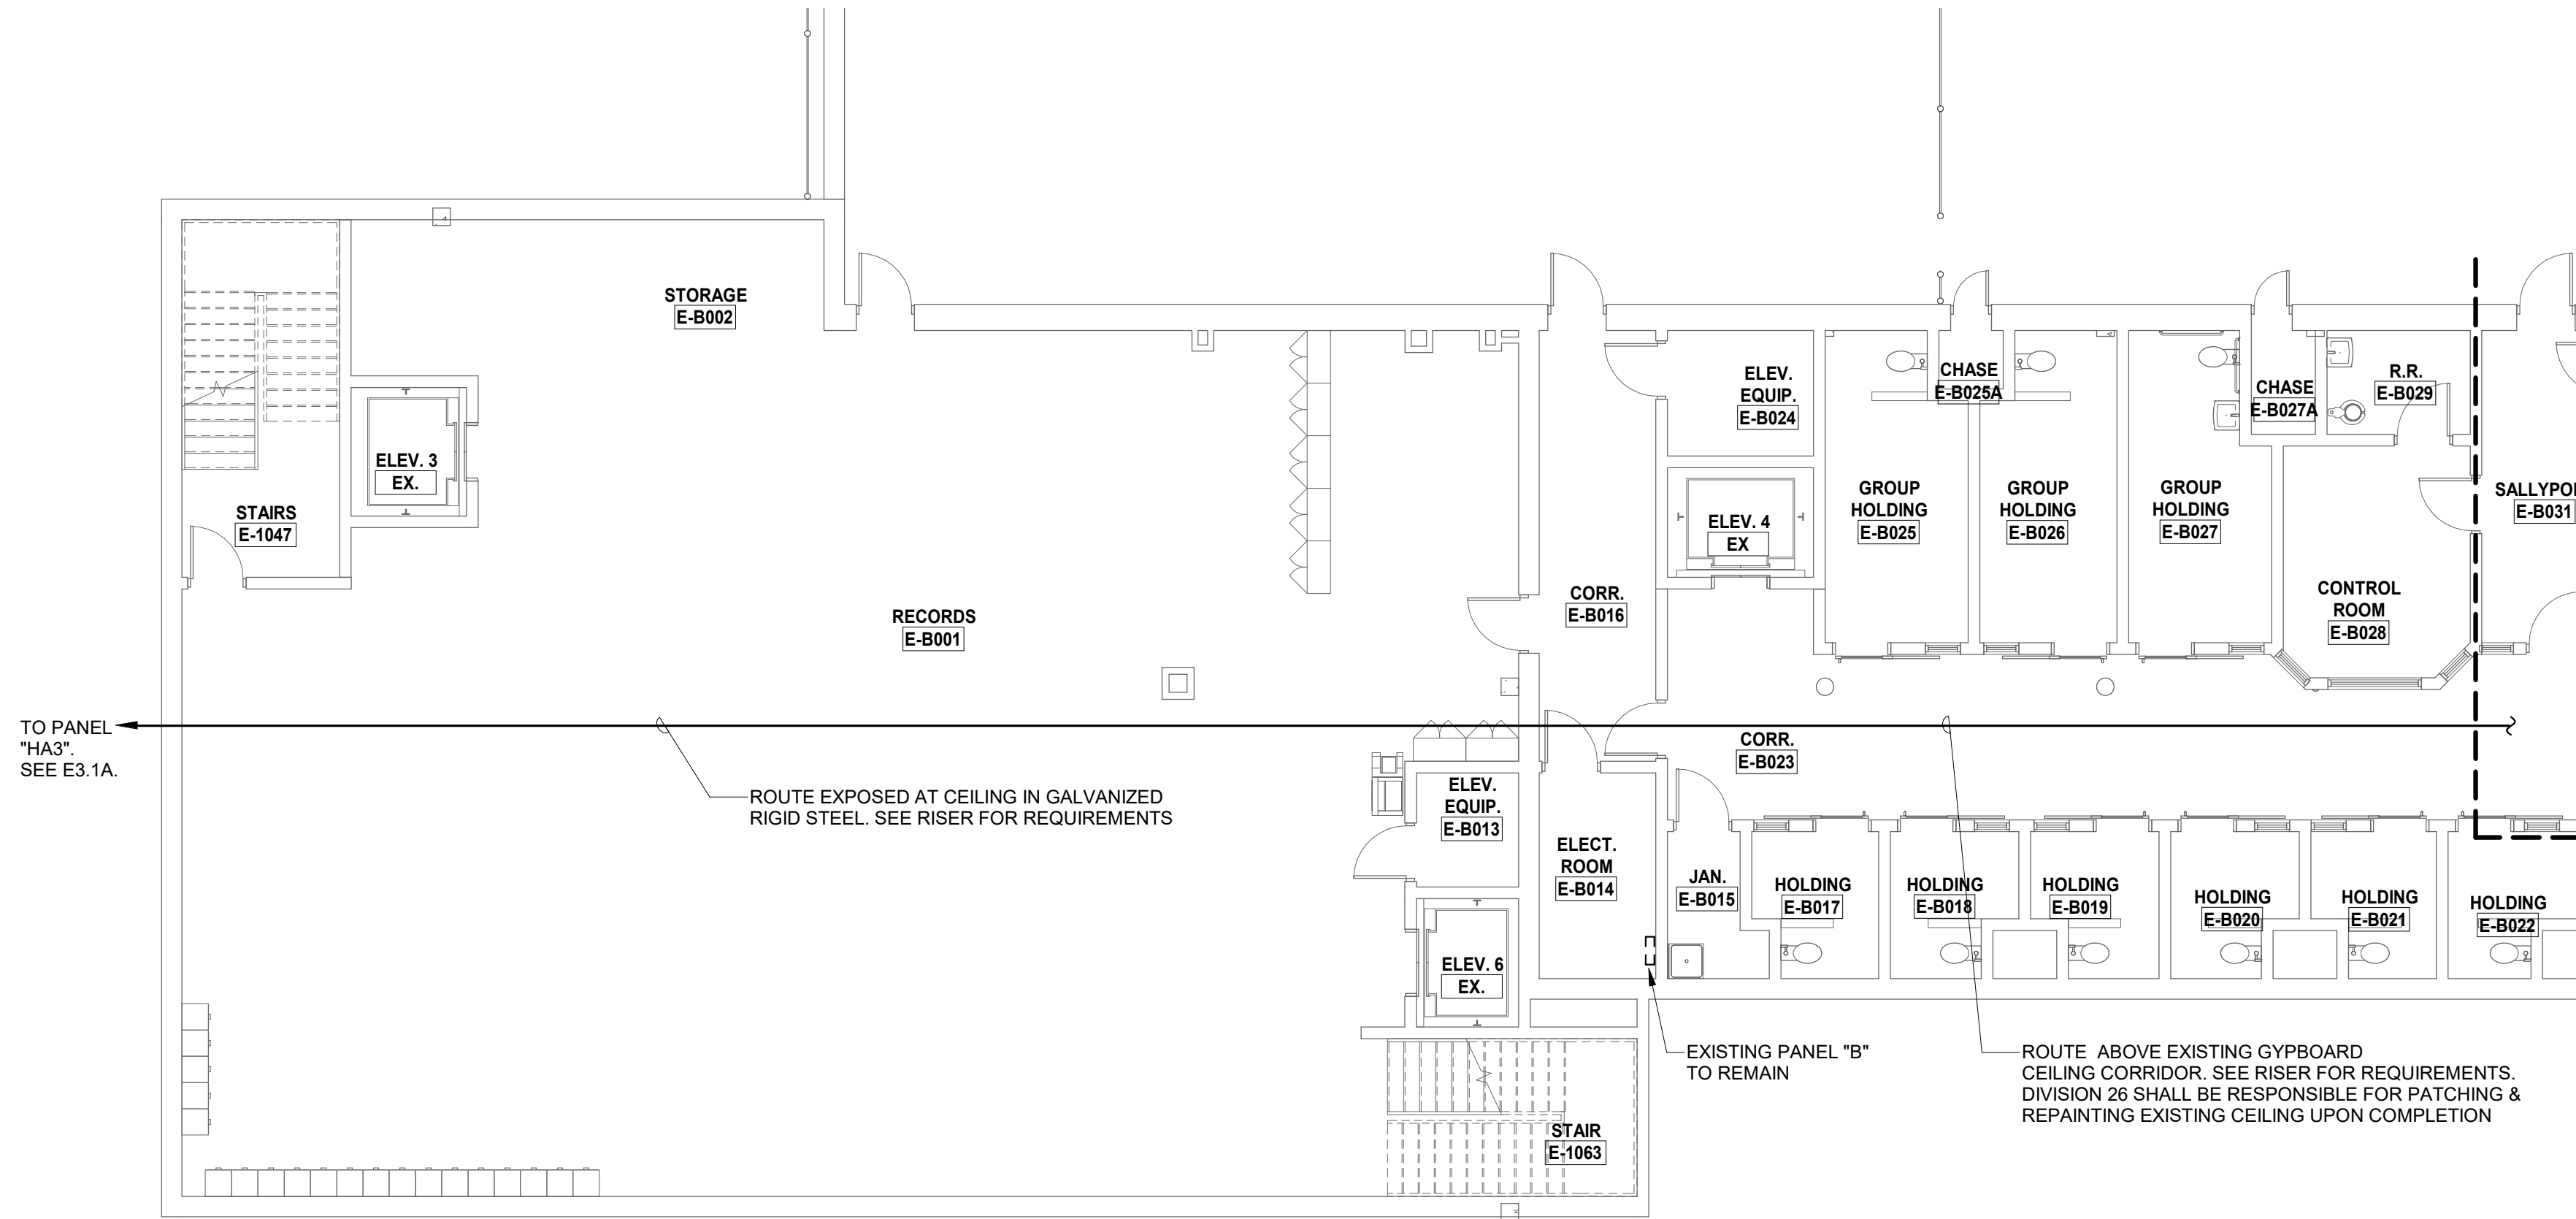 STORAGE
E-B002
ELEV. 3
EX.
STAIRS
E-1047
RECORDS
E-B001
CORR.
E-B016
ELEV.
EQUIP.
E-B024
ELEV. 4
EX
GROUP
HOLDING
E-B025
CHASE
E-B025A
GROUP
HOLDING
E-B026
GROUP
HOLDING
E-B027
CHASE
E-B027A
R.R.
E-B029
CONTROL
ROOM
E-B028
SALLYPO
E-B031
TO PANEL
"HA3".
SEE E3.1A.
ROUTE EXPOSED AT CEILING IN GALVANIZED
RIGID STEEL. SEE RISER FOR REQUIREMENTS
CORR.
E-B023
ELEV.
EQUIP.
E-B013
ELECT.
ROOM
E-B014
JAN.
E-B015
HOLDING
E-B017
HOLDING
E-B018
HOLDING
E-B019
HOLDING
E-B020
HOLDING
E-B021
HOLDING
E-B022
ELEV. 6
EX.
EXISTING PANEL "B"
TO REMAIN
ROUTE ABOVE EXISTING GYPBOARD
CEILING CORRIDOR. SEE RISER FOR REQUIREMENTS.
DIVISION 26 SHALL BE RESPONSIBLE FOR PATCHING &
REPAINTING EXISTING CEILING UPON COMPLETION
STAIR
E-1063